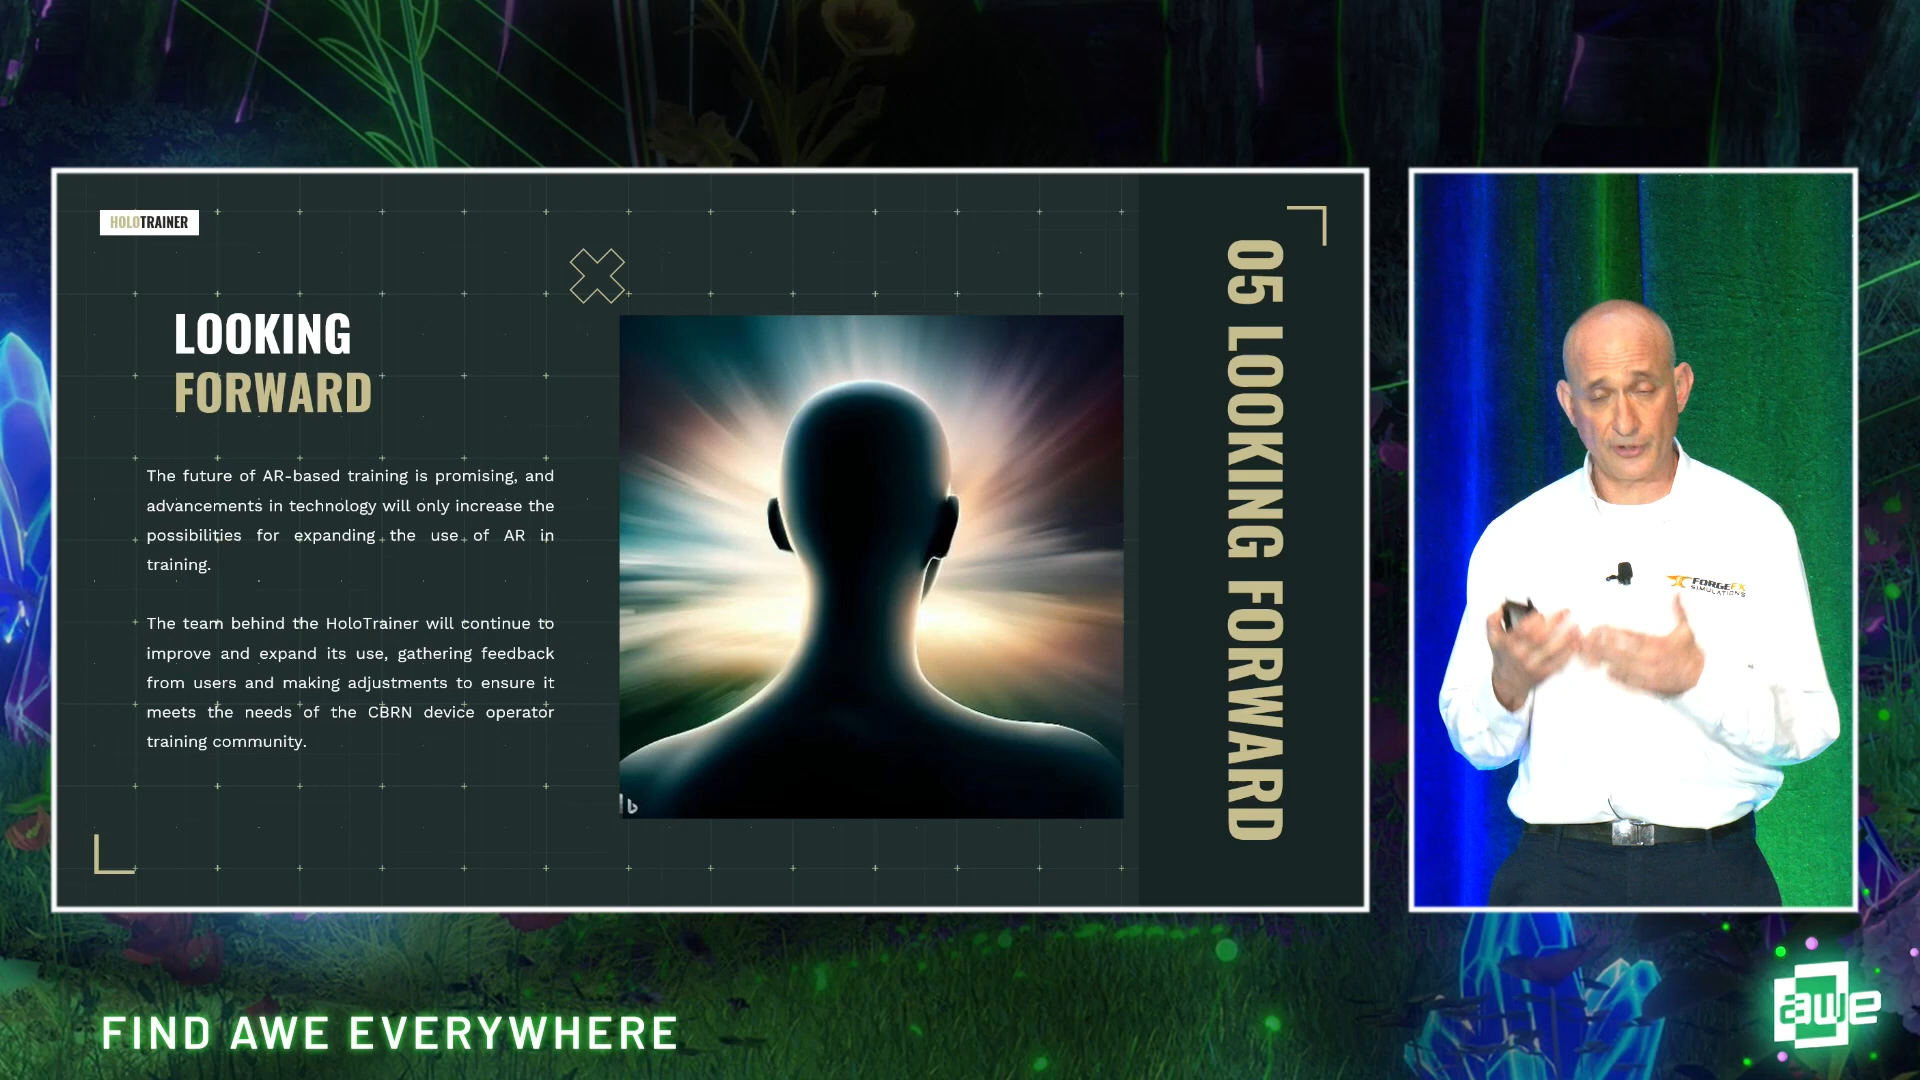 HOLOTRAINER
LOOKING
FORWARD
The future of AR-based training is promising, and
advancements in technology will only increase the
possibilities for expanding the use of AR in
training.
The team behind the HoloTrainer will continue to
improve and expand its use, gathering feedback
from users and making adjustments to ensure it
meets the needs of the CBRN device operator
training community.
b
05 LOOKING FORWARD
FORGEFX
SIMULATIONS
FIND AWE EVERYWHERE
awe